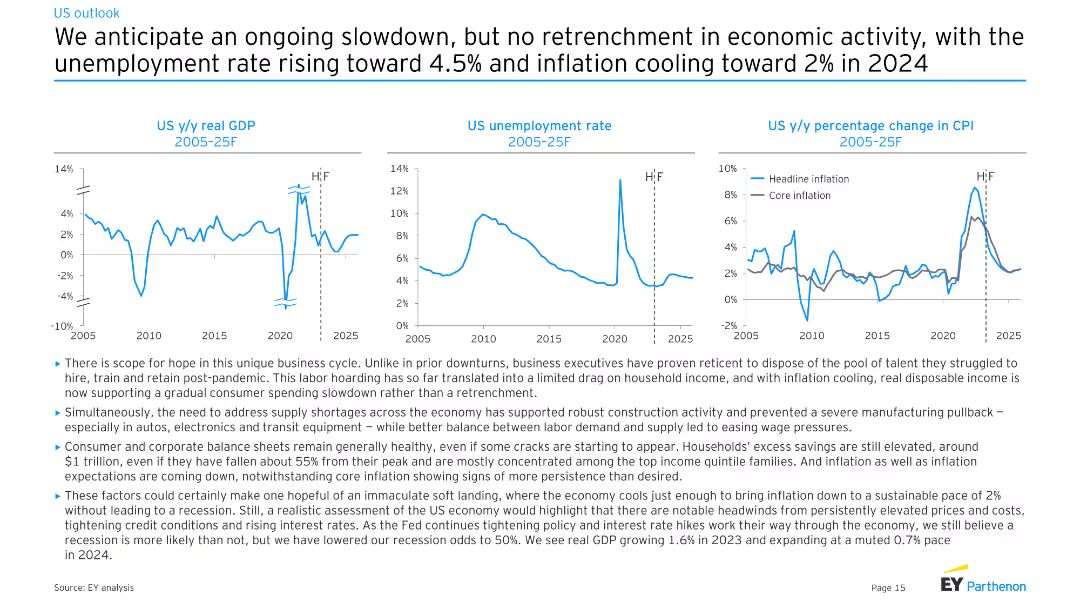 US outlook
We anticipate an ongoing slowdown, but no retrenchment in economic activity, with the
unemployment rate rising toward 4.5% and inflation cooling toward 2% in 2024
US y/y real GDP
2005–25F
14%
4%
2%
0%
-2%
-4%
-10%
H F
2005 2010 2015 2020 2025
US unemployment rate
2005–25F
14%
12%
10%
8%
6%
4%
2%
0%
H F
2005 2010 2015 2020 2025
US y/y percentage change in CPI
2005–25F
10%
8%
6%
4%
2%
0%
-2%
Headline inflation
Core inflation
H F
2005 2010 2015 2020 2025
▸ There is scope for hope in this unique business cycle. Unlike in prior downturns, business executives have proven reticent to dispose of the pool of talent they struggled to
hire, train and retain post-pandemic. This labor hoarding has so far translated into a limited drag on household income, and with inflation cooling, real disposable income is
now supporting a gradual consumer spending slowdown rather than a retrenchment.
▸ Simultaneously, the need to address supply shortages across the economy has supported robust construction activity and prevented a severe manufacturing pullback —
especially in autos, electronics and transit equipment — while better balance between labor demand and supply led to easing wage pressures.
▸ Consumer and corporate balance sheets remain generally healthy, even if some cracks are starting to appear. Households' excess savings are still elevated, around
$1 trillion, even if they have fallen about 55% from their peak and are mostly concentrated among the top income quintile families. And inflation as well as inflation
expectations are coming down, notwithstanding core inflation showing signs of more persistence than desired.
▸ These factors could certainly make one hopeful of an immaculate soft landing, where the economy cools just enough to bring inflation down to a sustainable pace of 2%
without leading to a recession. Still, a realistic assessment of the US economy would highlight that there are notable headwinds from persistently elevated prices and costs,
tightening credit conditions and rising interest rates. As the Fed continues tightening policy and interest rate hikes work their way through the economy, we still believe a
recession is more likely than not, but we have lowered our recession odds to 50%. We see real GDP growing 1.6% in 2023 and expanding at a muted 0.7% pace
in 2024.
Source: EY analysis
Page 15
EY Parthenon